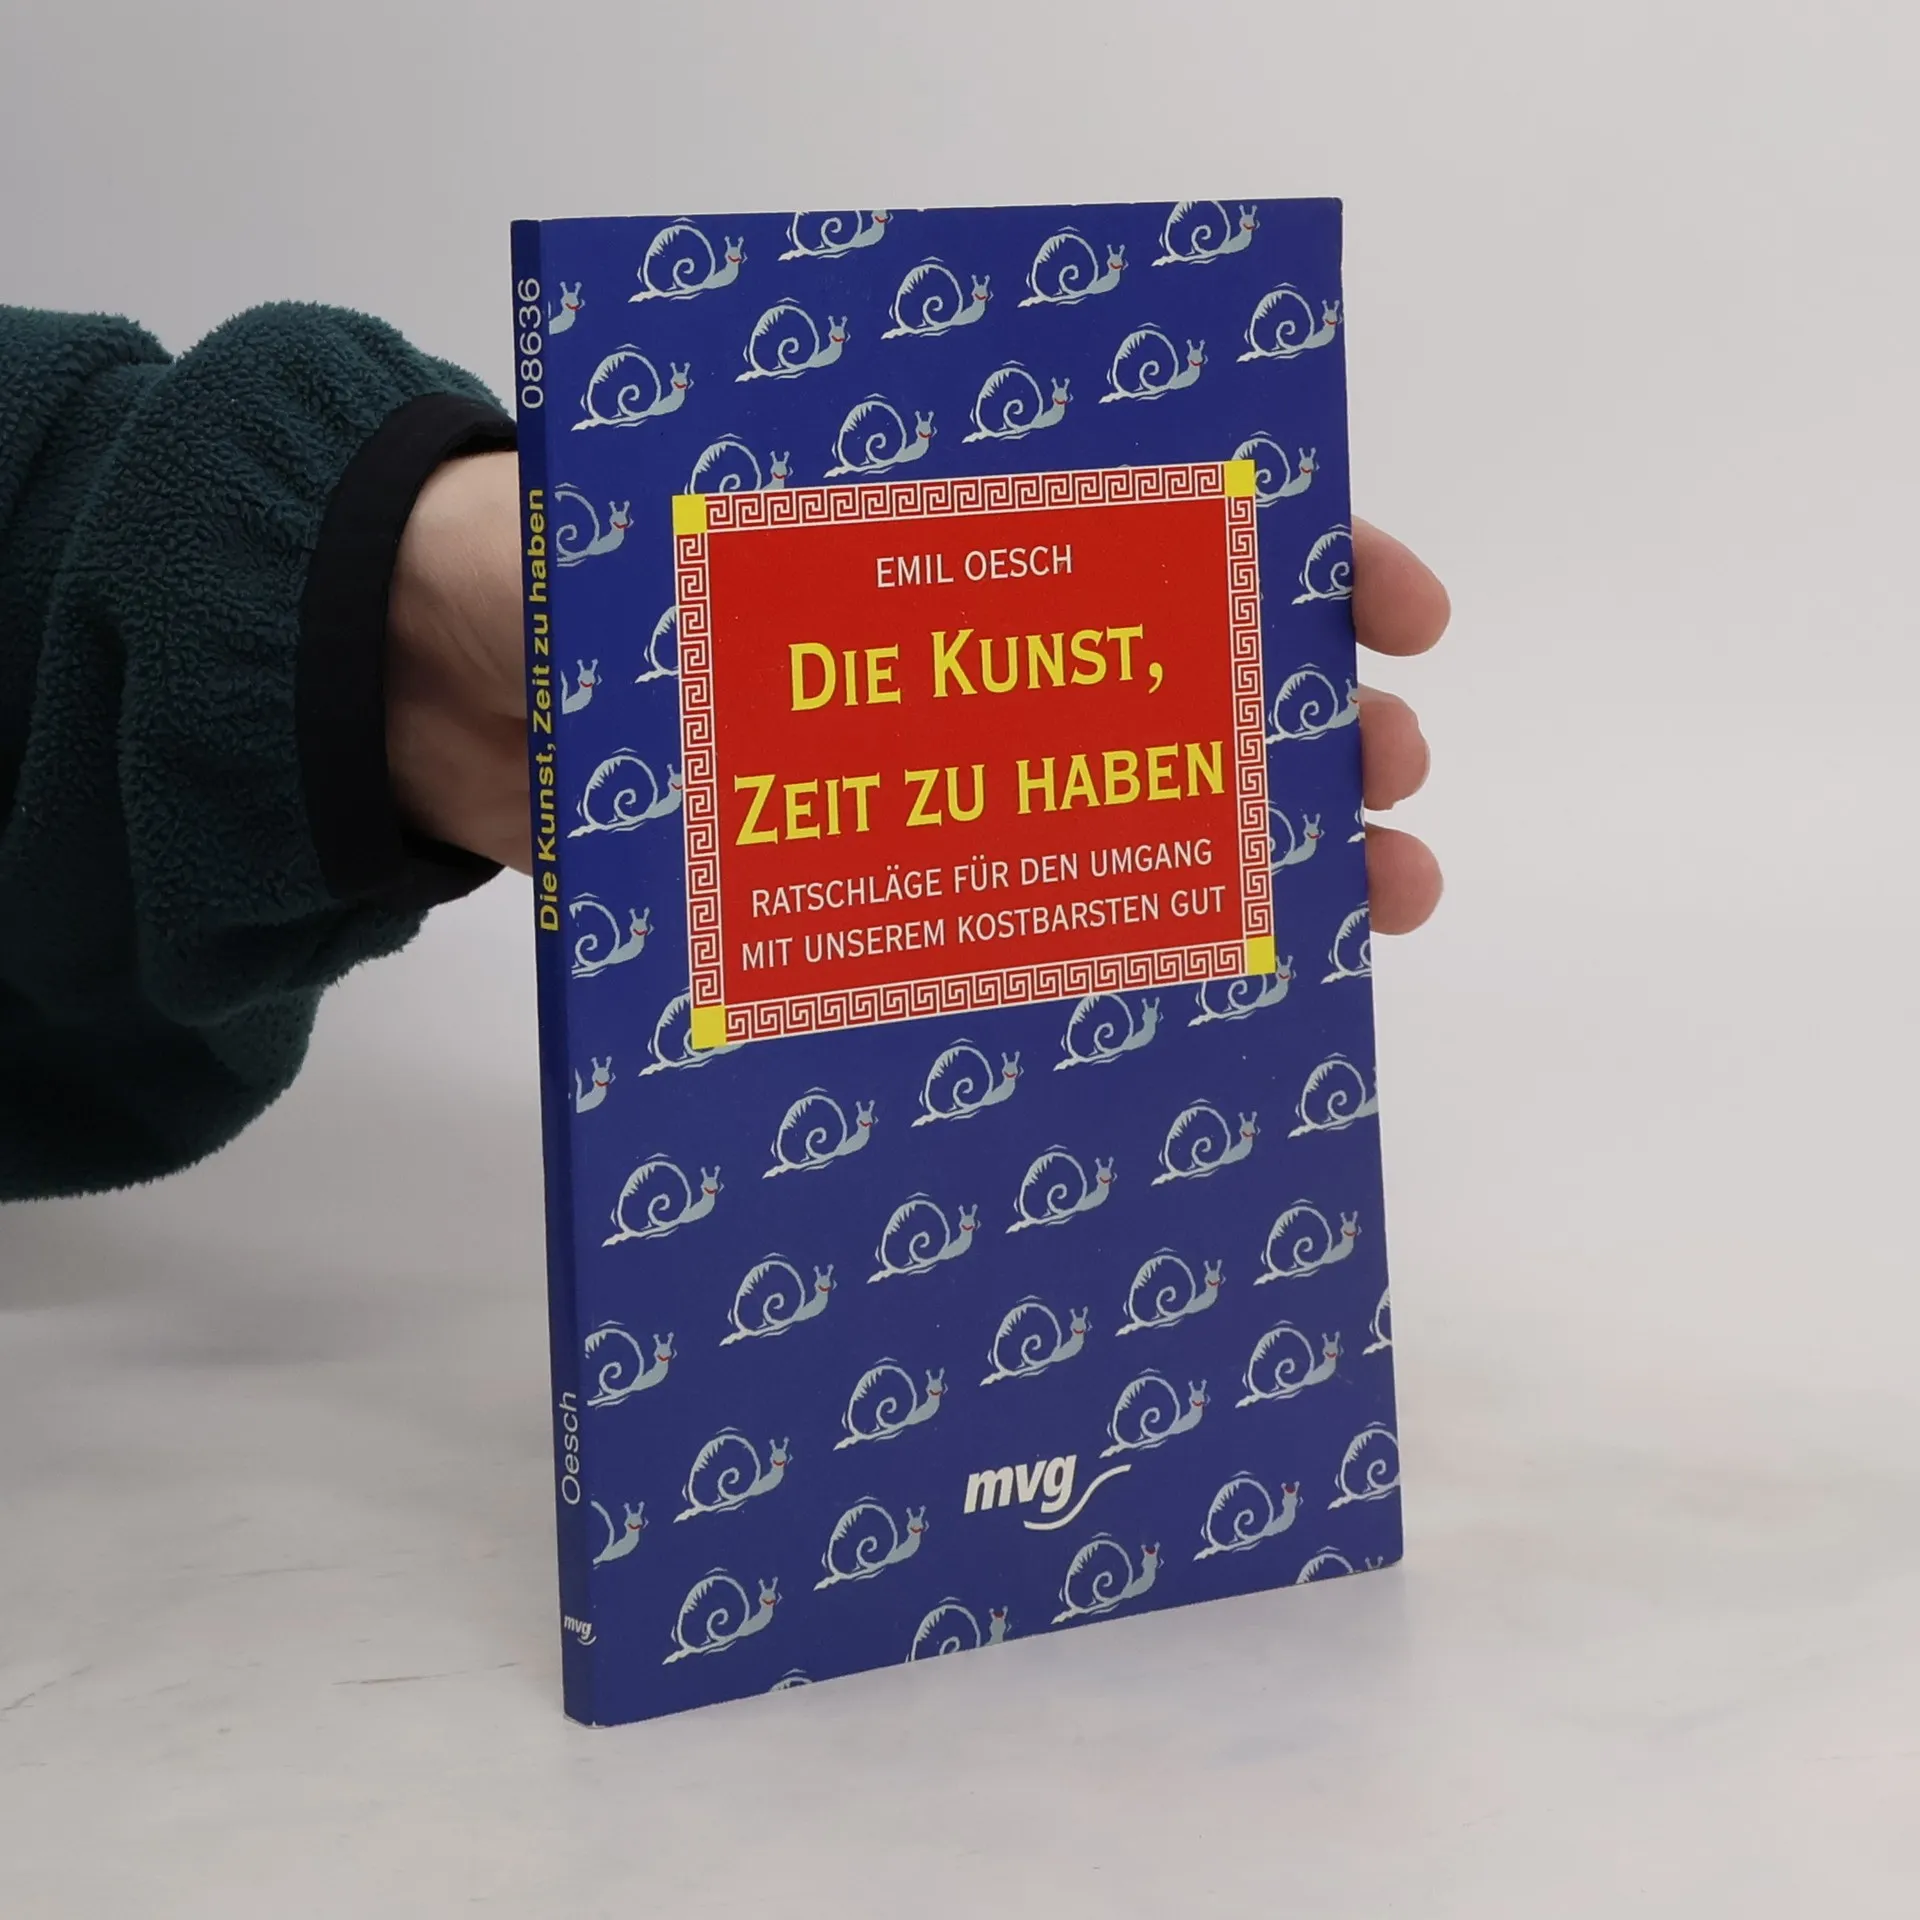 08636
Die Kunst, Zeit zu haben
Oesch
mvg
EMIL OESCH
DIE KUNST,
ZEIT ZU HABEN
RATSCHLÄGE FÜR DEN UMGANG
MIT UNSEREM KOSTBARSTEN GUT
mvg